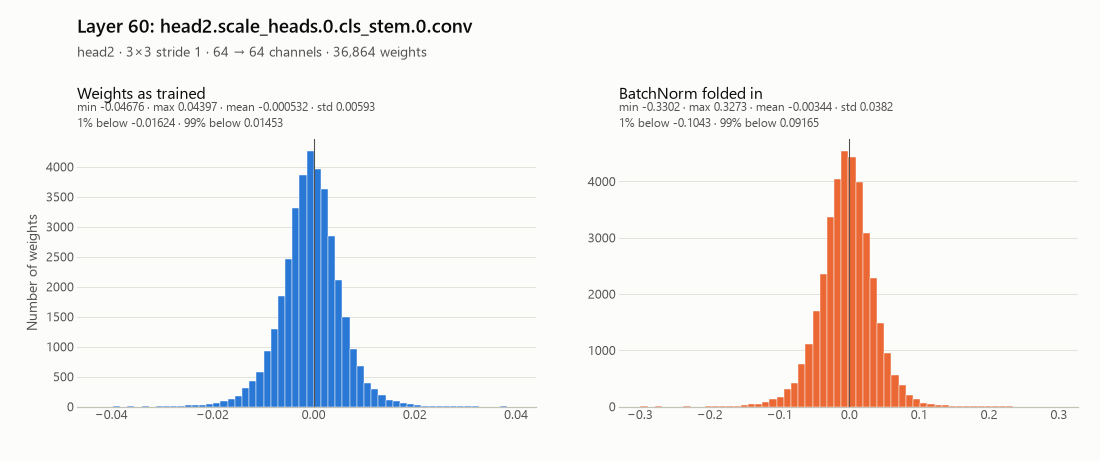 Layer 60: head2.scale_heads.0.cls_stem.0.conv
head2 · 3×3 stride 1 · 64 → 64 channels · 36,864 weights
Weights as trained
min -0.04676 · max 0.04397 · mean -0.000532 · std 0.00593
1% below -0.01624 · 99% below 0.01453
Number of weights
4000
3500
3000
2500
2000
1500
1000
500
0
−0.04
−0.02
0.00
0.02
0.04
BatchNorm folded in
min -0.3302 · max 0.3273 · mean -0.00344 · std 0.0382
1% below -0.1043 · 99% below 0.09165
4000
3000
2000
1000
0
−0.3
−0.2
−0.1
0.0
0.1
0.2
0.3